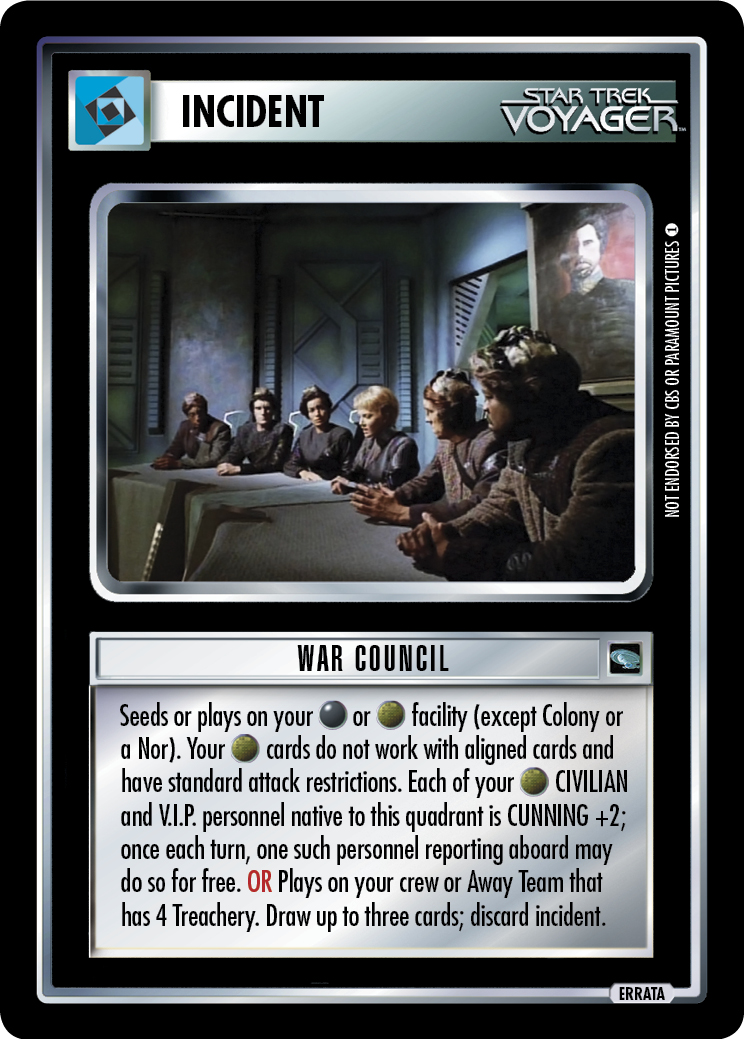 INCIDENT
STAR TREK
VOYAGER™
NOT ENDORSED BY CBS OR PARAMOUNT PICTURES 1
WAR COUNCIL
Seeds or plays on your or facility (except Colony or
a Nor). Your cards do not work with aligned cards and
have standard attack restrictions. Each of your CIVILIAN
and V.I.P. personnel native to this quadrant is CUNNING +2;
once each turn, one such personnel reporting aboard may
do so for free. OR Plays on your crew or Away Team that
has 4 Treachery. Draw up to three cards; discard incident.
ERRATA